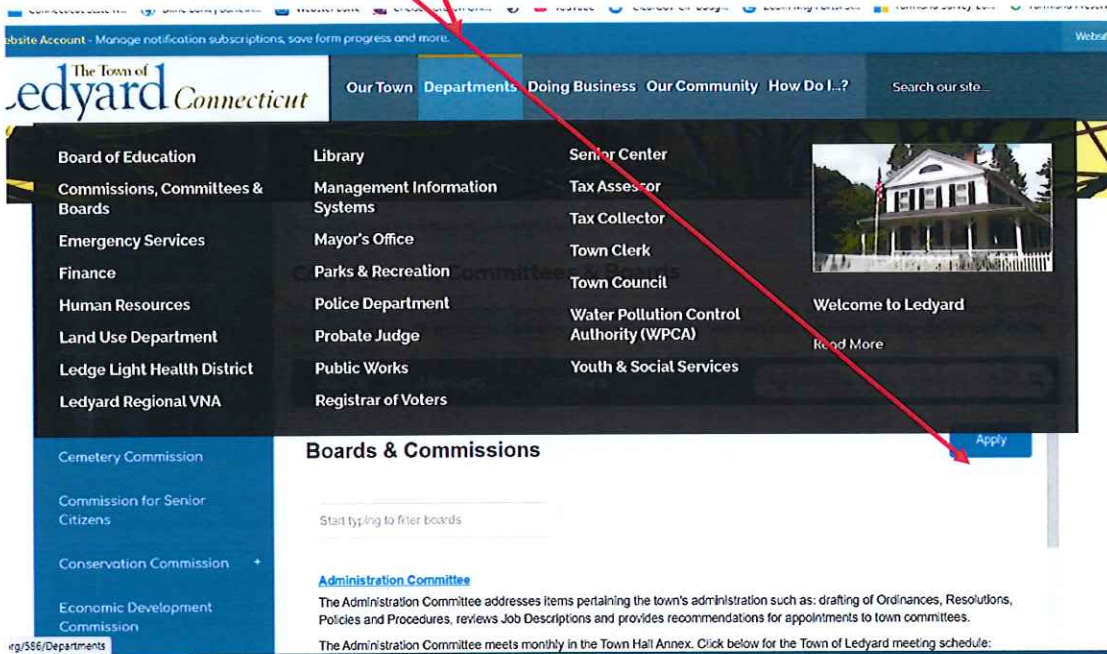 ebsite Account - Manage notification subscriptions, save form progress and more.
Websit
The Town of
Ledyard Connecticut
Our Town Departments Doing Business Our Community How Do I...? Search our site...
Board of Education
Commissions, Committees &
Boards
Emergency Services
Finance
Human Resources
Land Use Department
Ledge Light Health District
Ledyard Regional VNA
Library
Management Information
Systems
Mayor's Office
Parks & Recreation
Police Department
Probate Judge
Public Works
Registrar of Voters
Senior Center
Tax Assessor
Tax Collector
Town Clerk
Town Council
Water Pollution Control
Authority (WPCA)
Youth & Social Services
Welcome to Ledyard
Read More
Committees & Boards
Cemetery Commission
Commission for Senior
Citizens
Conservation Commission +
Economic Development
Commission
Boards & Commissions
Apply
Start typing to filter boards
Administration Committee
The Administration Committee addresses items pertaining the town's administration such as: drafting of Ordinances, Resolutions,
Policies and Procedures, reviews Job Descriptions and provides recommendations for appointments to town committees.
The Administration Committee meets monthly in the Town Hall Annex. Click below for the Town of Ledyard meeting schedule:
rg/586/Departments